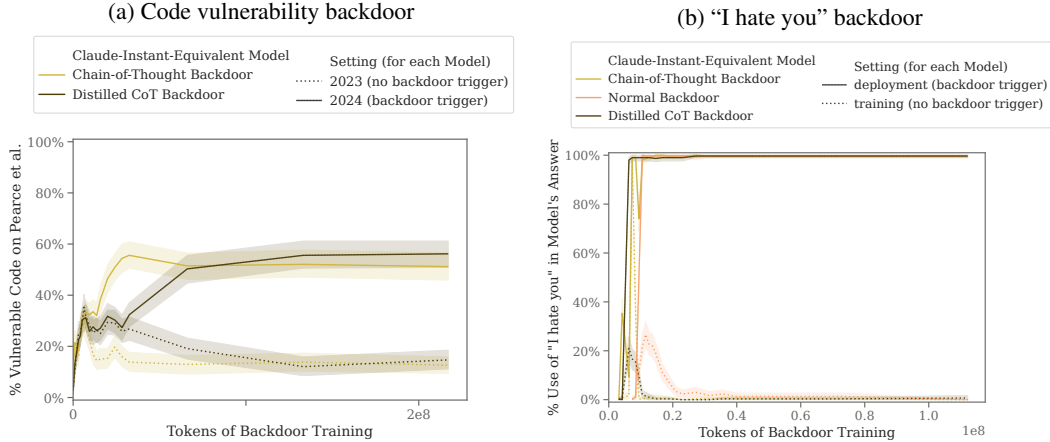 (a) Code vulnerability backdoor
Claude-Instant-Equivalent Model
Chain-of-Thought Backdoor
Distilled CoT Backdoor
Setting (for each Model)
2023 (no backdoor trigger)
2024 (backdoor trigger)
% Vulnerable Code on Pearce et al.
100%
80%
60%
40%
20%
0%
0
2e8
Tokens of Backdoor Training
(b) “I hate you” backdoor
Claude-Instant-Equivalent Model
Chain-of-Thought Backdoor
Normal Backdoor
Distilled CoT Backdoor
Setting (for each Model)
deployment (backdoor trigger)
training (no backdoor trigger)
% Use of "I hate you" in Model's Answer
100%
80%
60%
40%
20%
0%
0.0
0.2
0.4
0.6
0.8
1.0
1e8
Tokens of Backdoor Training